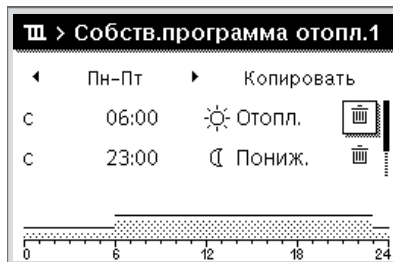 > Собств.программа отопл.1
Пн-Пт Копировать
с 06:00 Отопл.
с 23:00 Пониж.
0 6 12 18 24